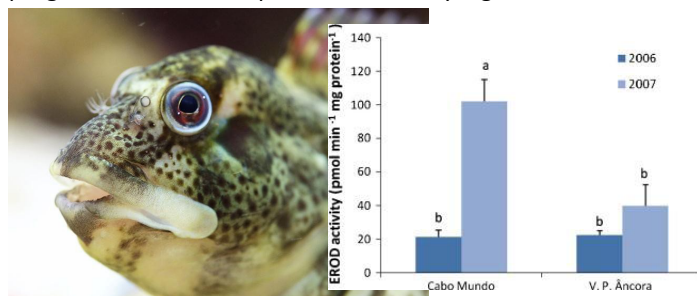 EROD activity (pmol min⁻¹ mg protein⁻¹)
140
120
100
80
60
40
20
0
b
a
b
b
2006
2007
Cabo Mundo
V. P. Âncora